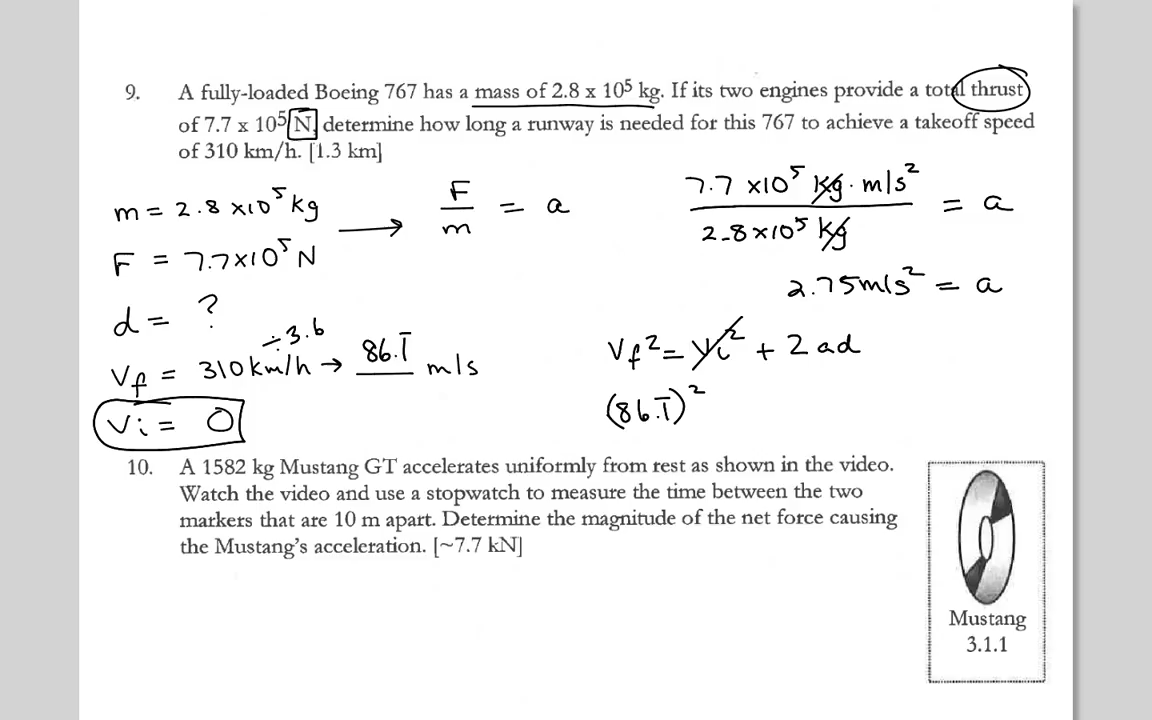 9. A fully-loaded Boeing 767 has a mass of 2.8 x 10⁵ kg. If its two engines provide a total thrust
of 7.7 x 10⁵ N, determine how long a runway is needed for this 767 to achieve a takeoff speed
of 310 km/h. [1.3 km]
m = 2.8 x10⁵ kg
F = 7.7x10⁵ N
d = ?
÷3.6
Vf = 310 km/h → 86.1̅ m/s
Vi = 0
→ F/m = a
7.7 x10⁵ kg · m/s²
2.8 x10⁵ kg
= a
2.75 m/s² = a
Vf² = Vi² + 2ad
(86.1̅)²
10. A 1582 kg Mustang GT accelerates uniformly from rest as shown in the video.
Watch the video and use a stopwatch to measure the time between the two
markers that are 10 m apart. Determine the magnitude of the net force causing
the Mustang's acceleration. [~7.7 kN]
Mustang
3.1.1